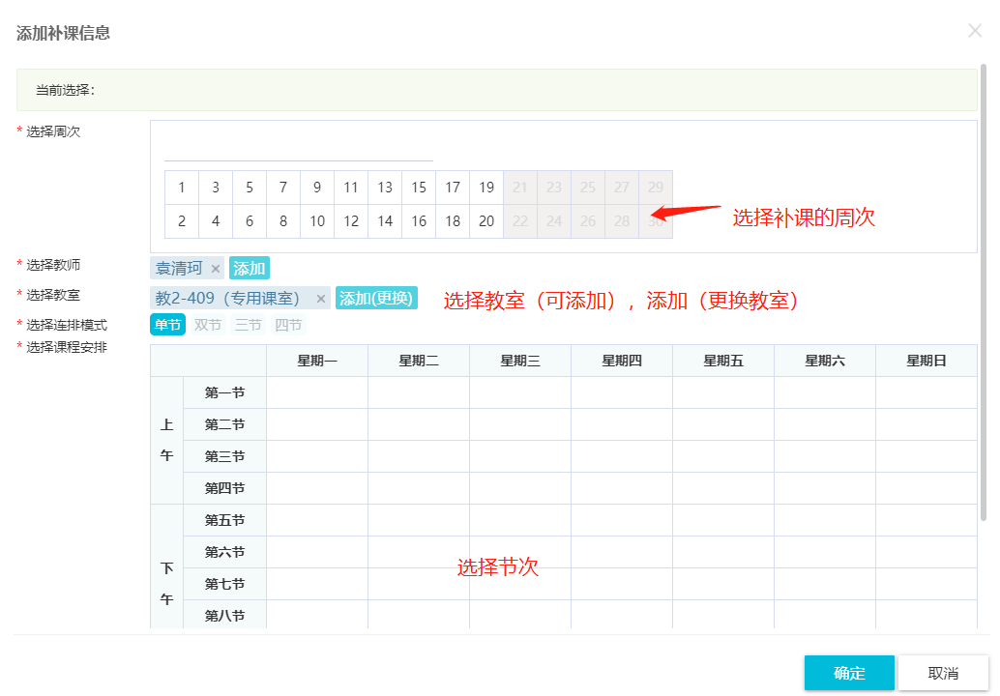 添加补课信息
当前选择：
* 选择周次
1 3 5 7 9 11 13 15 17 19 21 23 25 27 29
2 4 6 8 10 12 14 16 18 20 22 24 26 28 30
选择补课的周次
* 选择教师 袁清珂 × 添加
* 选择教室 教2-409（专用课室） × 添加(更换) 选择教室（可添加），添加（更换教室）
* 选择连排模式 单节 双节 三节 四节
* 选择课程安排
星期一 星期二 星期三 星期四 星期五 星期六 星期日
上午
第一节
第二节
第三节
第四节
下午
第五节
第六节
选择节次
第七节
第八节
确定 取消